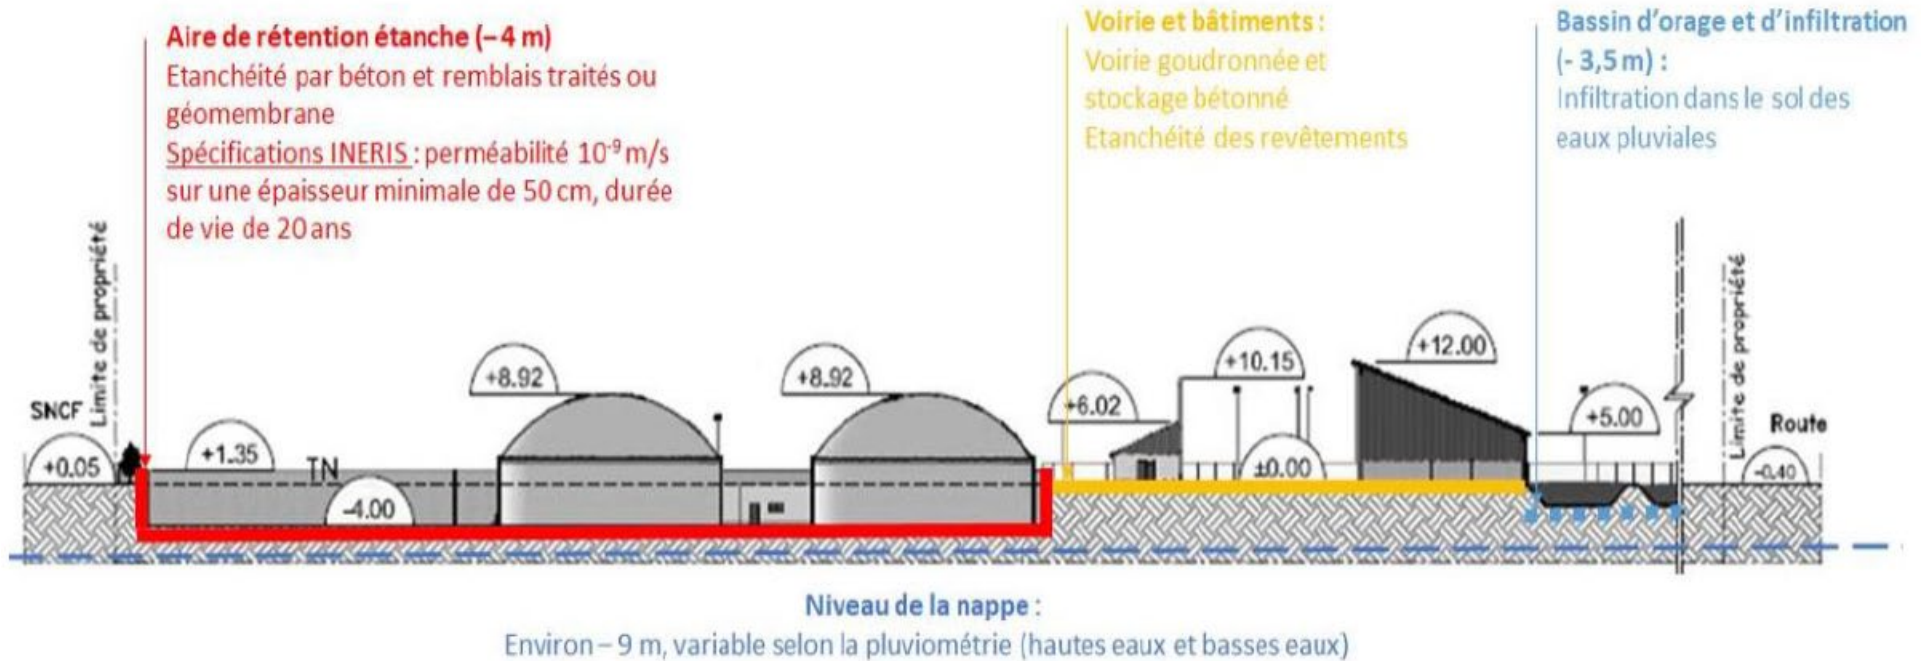 Aire de rétention étanche (– 4 m)
Etanchéité par béton et remblais traités ou
géomembrane
Spécifications INERIS : perméabilité 10⁻⁹ m/s
sur une épaisseur minimale de 50 cm, durée
de vie de 20 ans
Voirie et bâtiments :
Voirie goudronnée et
stockage bétonné
Etanchéité des revêtements
Bassin d'orage et d'infiltration
(- 3,5 m) :
Infiltration dans le sol des
eaux pluviales
Limite de propriété
SNCF
+0.05
+1.35
TN
-4.00
+8.92
+8.92
+6.02
+10.15
±0.00
+12.00
+5.00
Limite de propriété
Route
-0.40
Niveau de la nappe :
Environ – 9 m, variable selon la pluviométrie (hautes eaux et basses eaux)